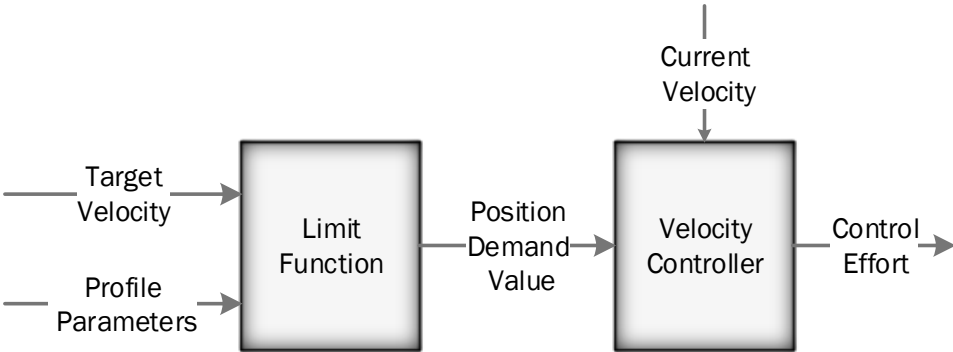 Current
Velocity
Target
Velocity
Profile
Parameters
Limit
Function
Position
Demand
Value
Velocity
Controller
Control
Effort